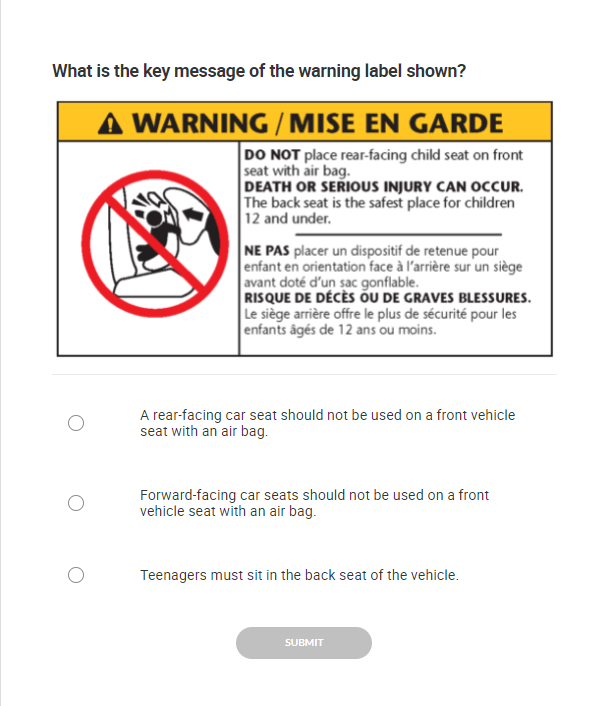 What is the key message of the warning label shown?
WARNING / MISE EN GARDE
DO NOT place rear-facing child seat on front
seat with air bag.
DEATH OR SERIOUS INJURY CAN OCCUR.
The back seat is the safest place for children
12 and under.
NE PAS placer un dispositif de retenue pour
enfant en orientation face à l'arrière sur un siège
avant doté d'un sac gonflable.
RISQUE DE DÉCÈS OU DE GRAVES BLESSURES.
Le siège arrière offre le plus de sécurité pour les
enfants âgés de 12 ans ou moins.
A rear-facing car seat should not be used on a front vehicle
seat with an air bag.
Forward-facing car seats should not be used on a front
vehicle seat with an air bag.
Teenagers must sit in the back seat of the vehicle.
SUBMIT